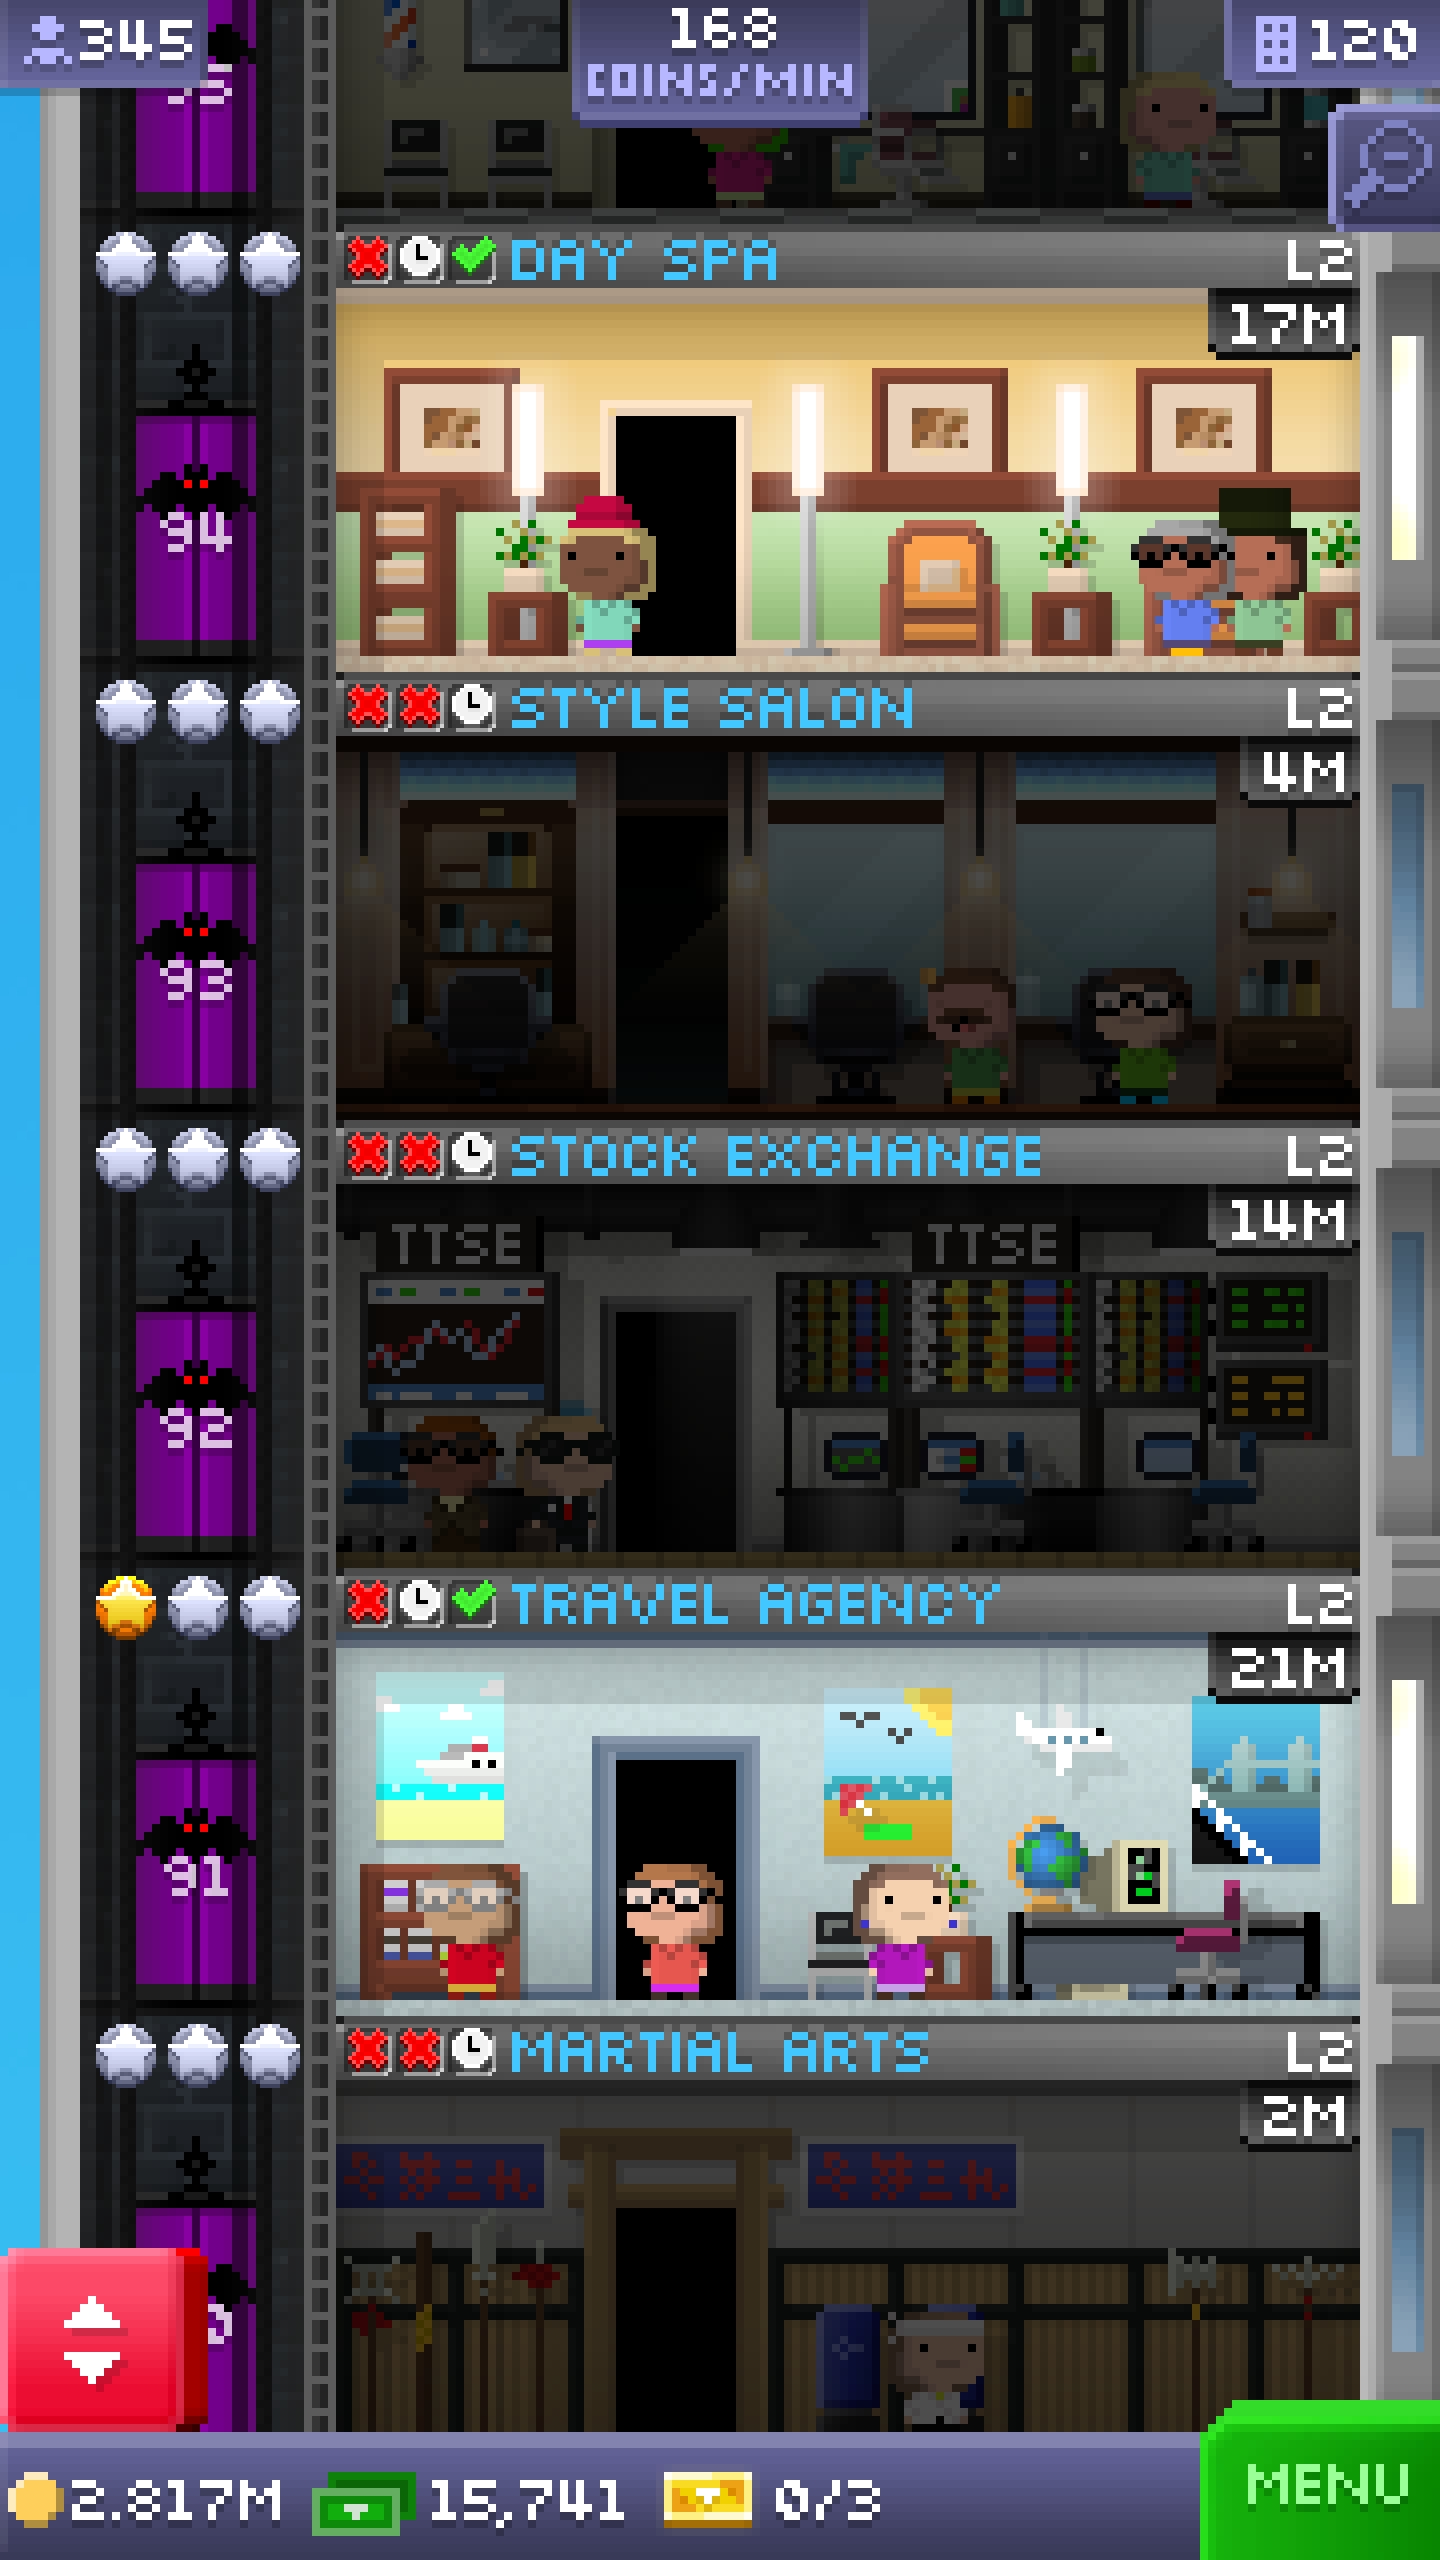 345
168
COINS/MIN
120
DAY SPA
L2
17M
94
STYLE SALON
L2
4M
93
STOCK EXCHANGE
L2
14M
TTSE
TTSE
92
TRAVEL AGENCY
L2
21M
91
MARTIAL ARTS
L2
2M
2.817M
15,741
0/3
MENU